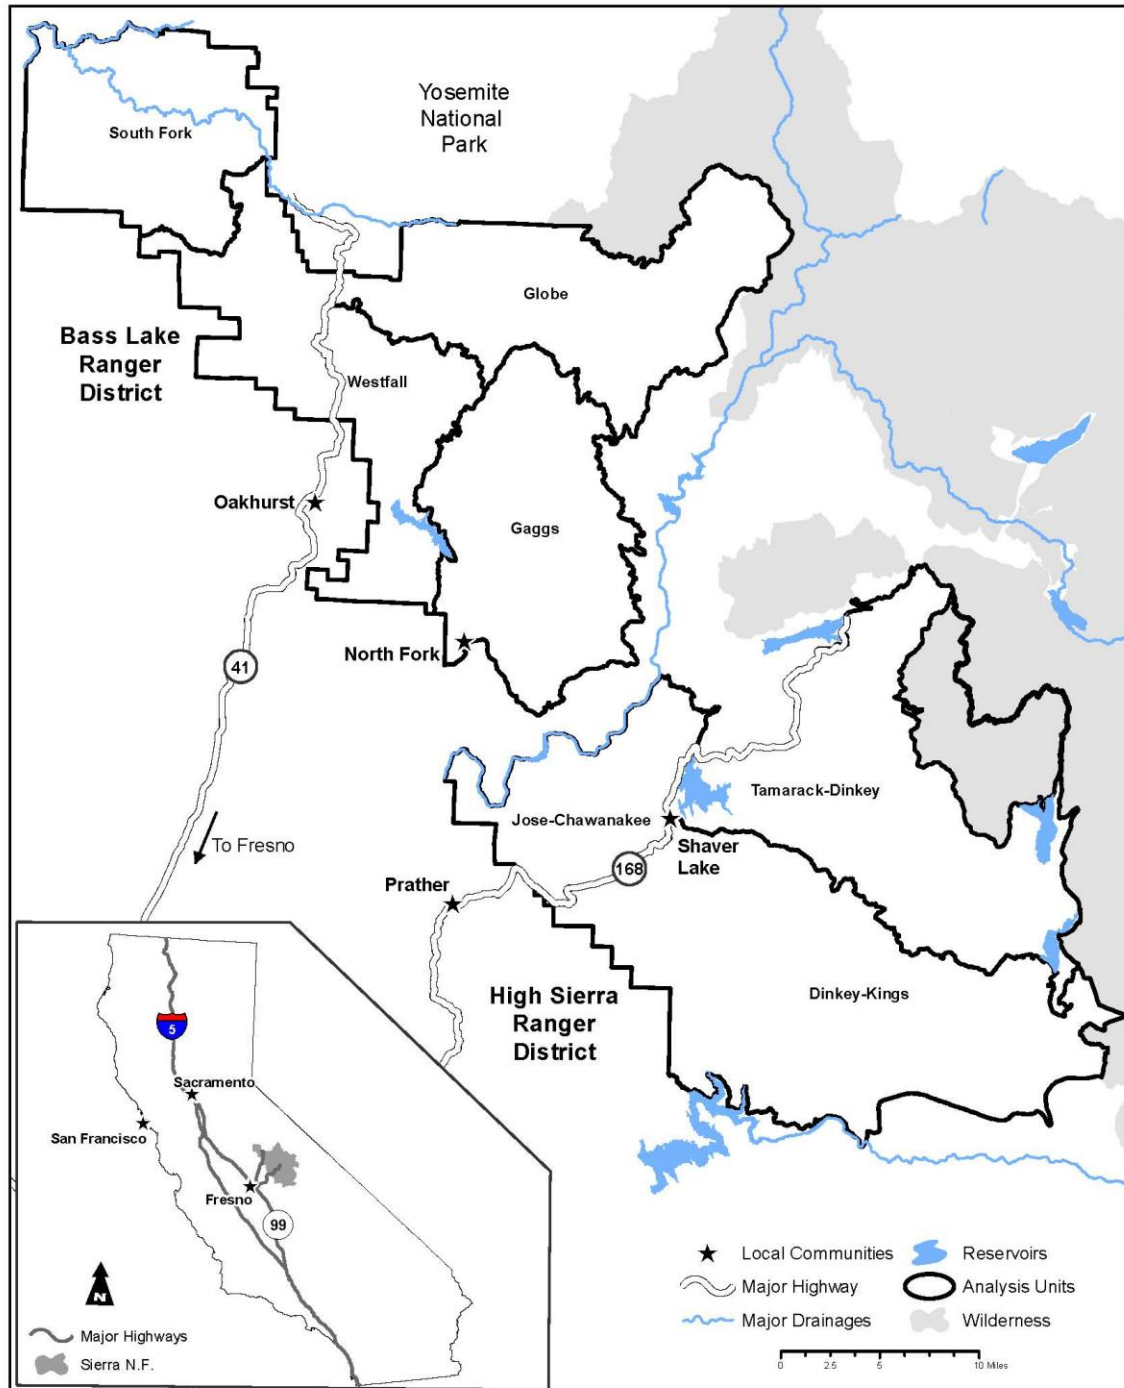 Yosemite
National
Park
South Fork
Globe
Bass Lake
Ranger
District
Westfall
Oakhurst
Gaggs
North Fork
41
Tamarack-Dinkey
Jose-Chawanakee
Shaver
Lake
To Fresno
168
Prather
Dinkey-Kings
High Sierra
Ranger
District
5
Sacramento
San Francisco
Fresno
99
N
Major Highways
Sierra N.F.
Local Communities
Reservoirs
Major Highway
Analysis Units
Major Drainages
Wilderness
0 2.5 5 10 Miles